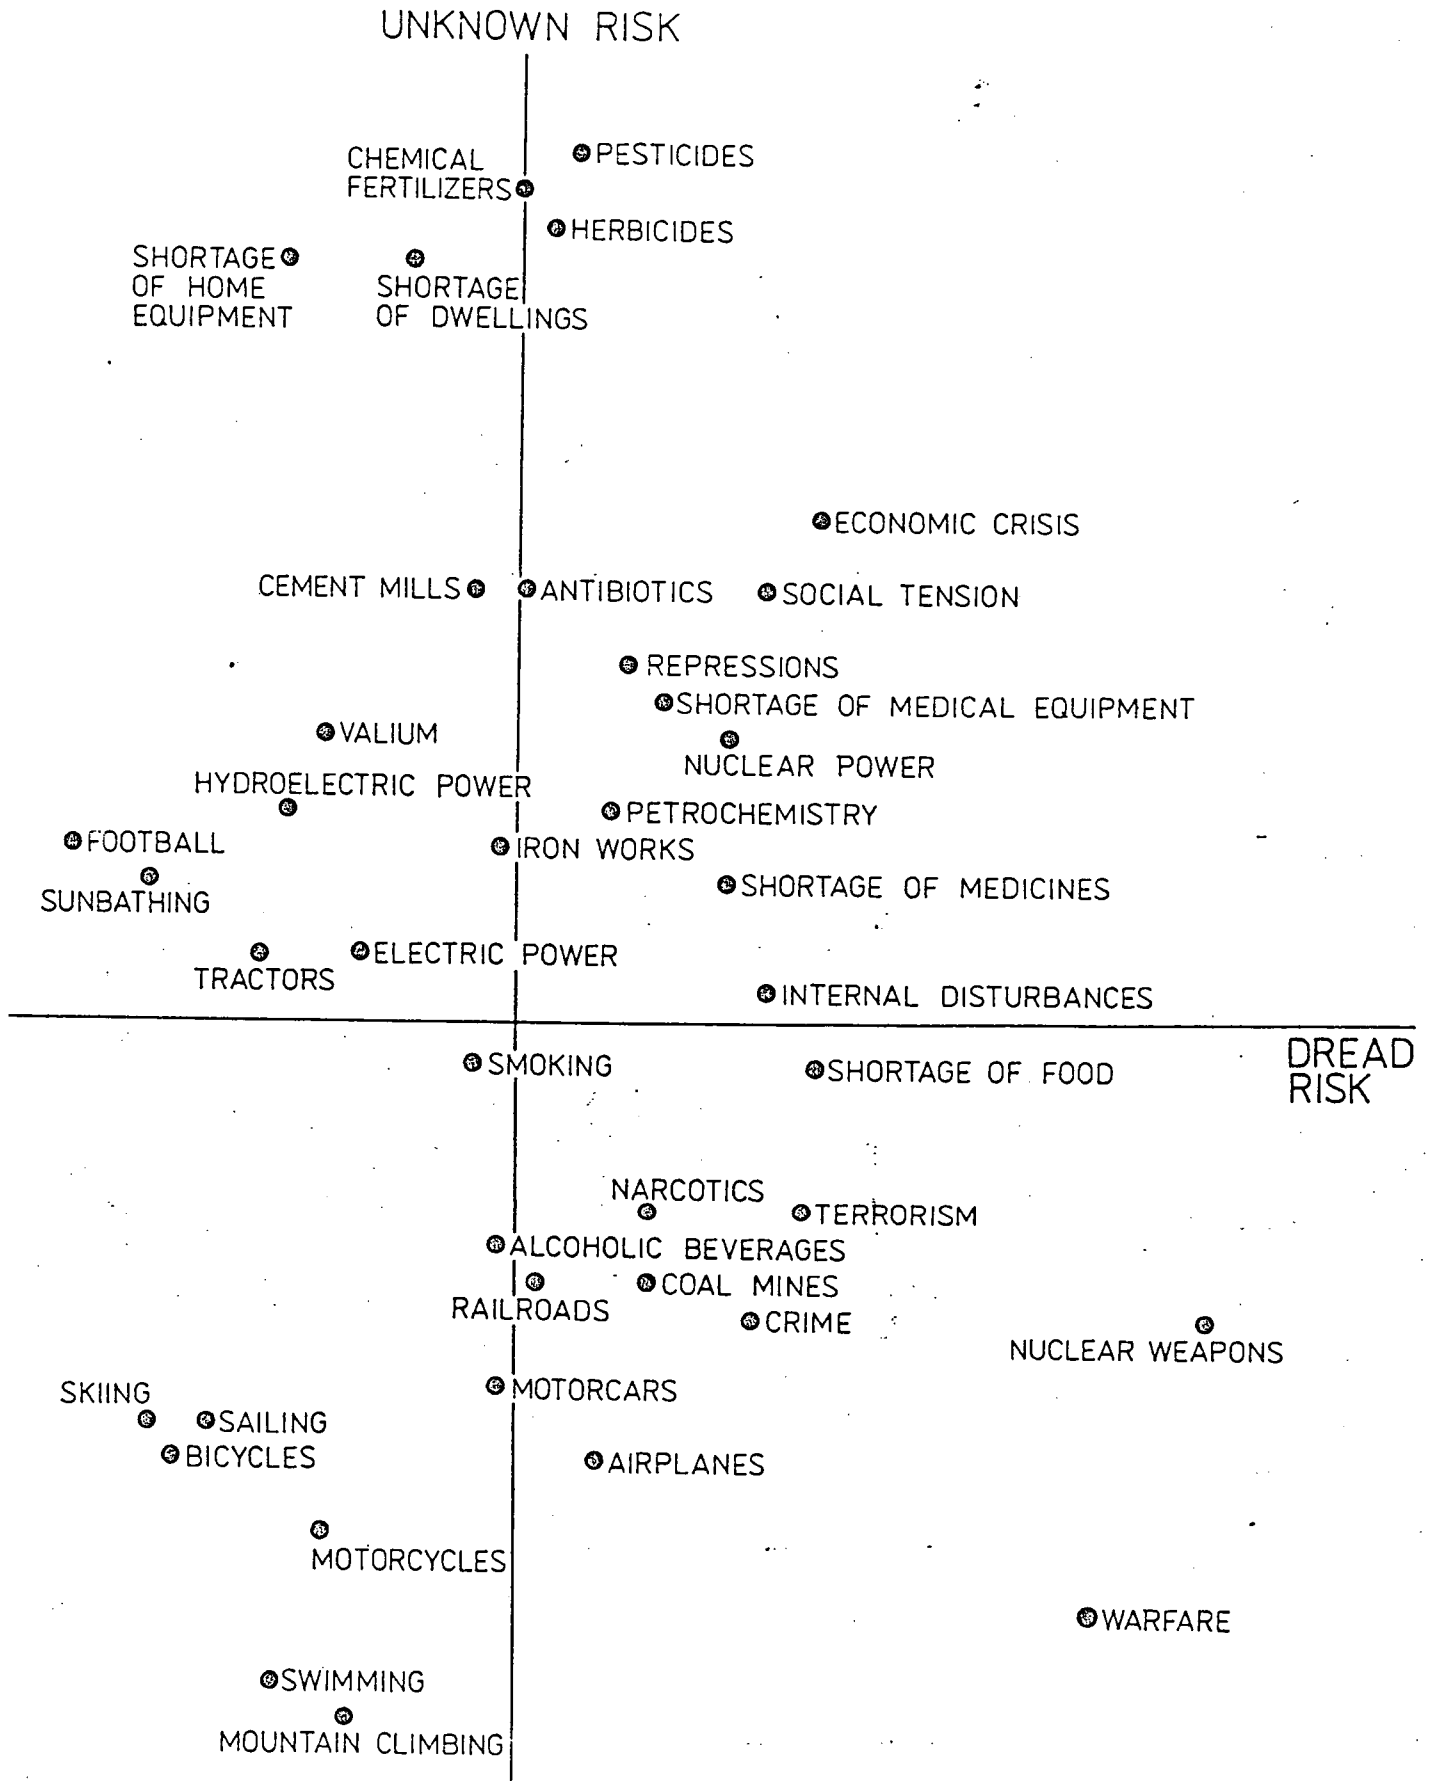 UNKNOWN RISK
PESTICIDES
CHEMICAL
FERTILIZERS
HERBICIDES
SHORTAGE
OF HOME
EQUIPMENT
SHORTAGE
OF DWELLINGS
ECONOMIC CRISIS
CEMENT MILLS
ANTIBIOTICS
SOCIAL TENSION
REPRESSIONS
SHORTAGE OF MEDICAL EQUIPMENT
VALIUM
NUCLEAR POWER
HYDROELECTRIC POWER
PETROCHEMISTRY
FOOTBALL
IRON WORKS
SHORTAGE OF MEDICINES
SUNBATHING
ELECTRIC POWER
TRACTORS
INTERNAL DISTURBANCES
DREAD
RISK
SMOKING
SHORTAGE OF FOOD
NARCOTICS
TERRORISM
ALCOHOLIC BEVERAGES
COAL MINES
RAILROADS
CRIME
NUCLEAR WEAPONS
MOTORCARS
SKIING
SAILING
BICYCLES
AIRPLANES
MOTORCYCLES
WARFARE
SWIMMING
MOUNTAIN CLIMBING